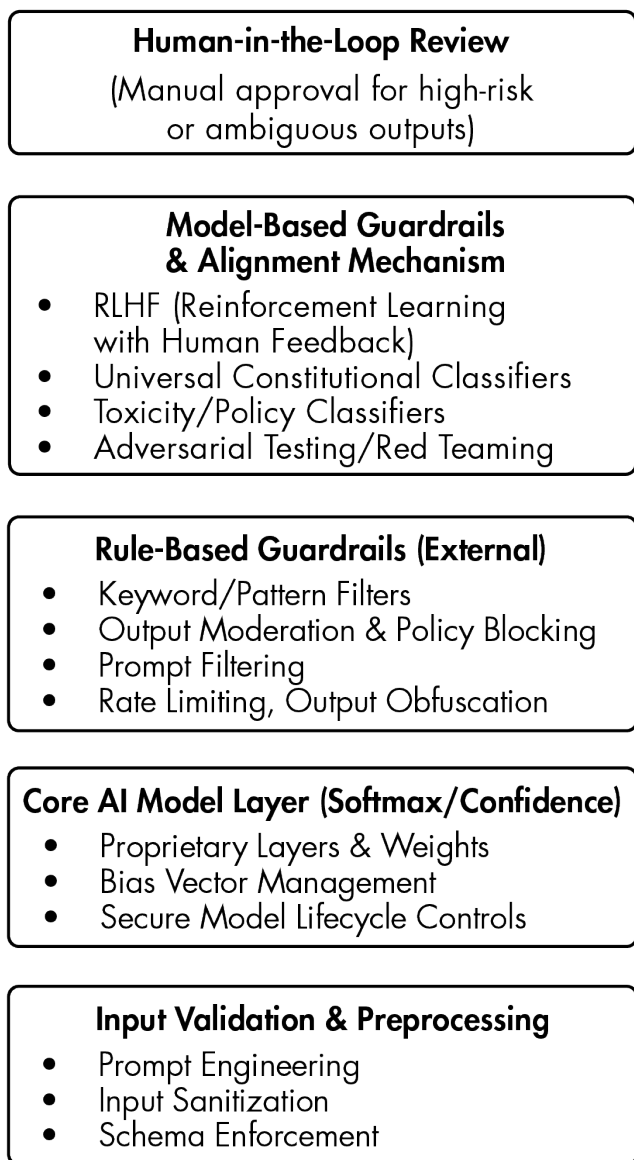 Human-in-the-Loop Review
(Manual approval for high-risk
or ambiguous outputs)
Model-Based Guardrails
& Alignment Mechanism
• RLHF (Reinforcement Learning
with Human Feedback)
• Universal Constitutional Classifiers
• Toxicity/Policy Classifiers
• Adversarial Testing/Red Teaming
Rule-Based Guardrails (External)
• Keyword/Pattern Filters
• Output Moderation & Policy Blocking
• Prompt Filtering
• Rate Limiting, Output Obfuscation
Core AI Model Layer (Softmax/Confidence)
• Proprietary Layers & Weights
• Bias Vector Management
• Secure Model Lifecycle Controls
Input Validation & Preprocessing
• Prompt Engineering
• Input Sanitization
• Schema Enforcement